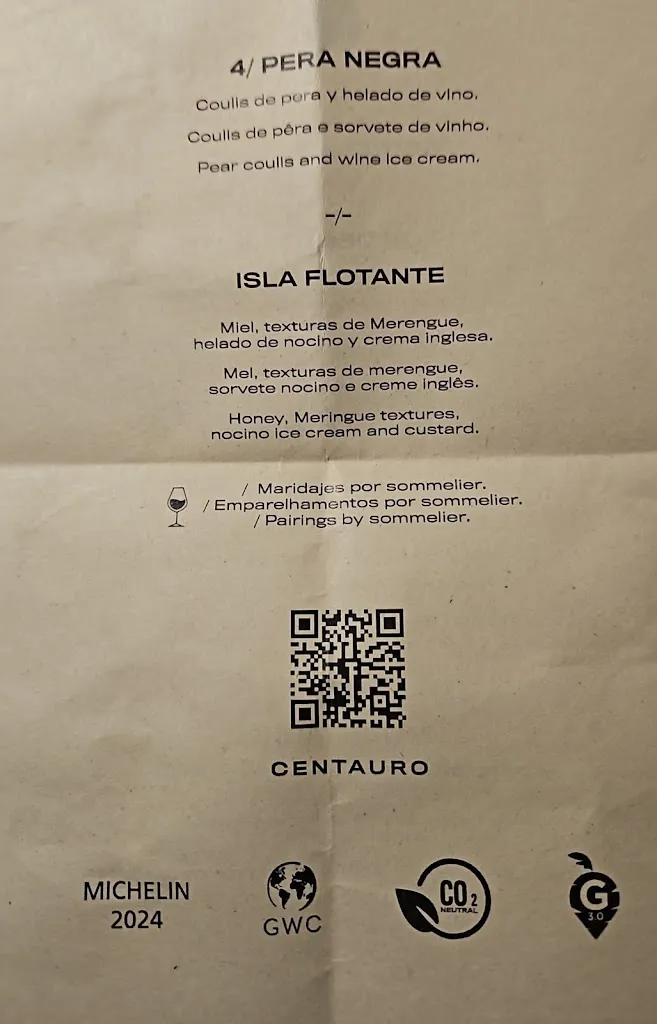 4/ PERA NEGRA
Coulis de pera y helado de vino.
Coulis de pêra e sorvete de vinho.
Pear coulis and wine ice cream.
-/-
ISLA FLOTANTE
Miel, texturas de Merengue,
helado de nocino y crema inglesa.
Mel, texturas de merengue,
sorvete nocino e creme inglês.
Honey, Meringue textures,
nocino ice cream and custard.
/ Maridajes por sommelier.
/ Emparelhamentos por sommelier.
/ Pairings by sommelier.
CENTAURO
MICHELIN
2024
GWC
CO2
NEUTRAL
G
3.0